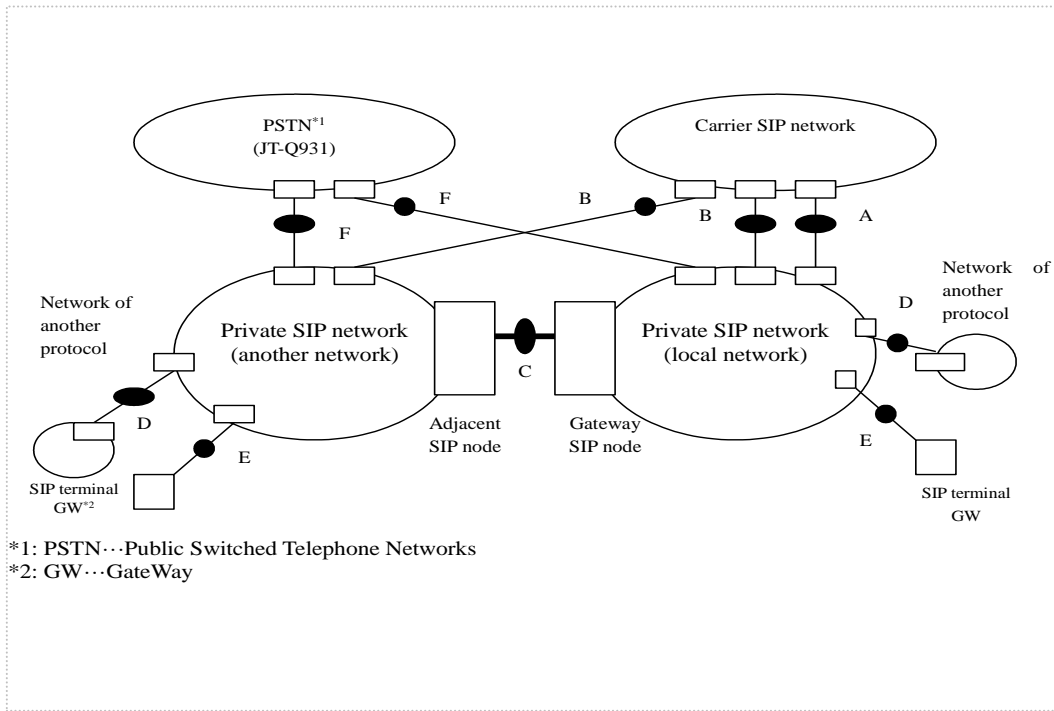 PSTN*1
(JT-Q931)
Carrier SIP network
F
B
B
A
F
Network of
another
protocol
Private SIP network
(another network)
Private SIP network
(local network)
Network of
another
protocol
D
C
D
E
Adjacent
SIP node
Gateway
SIP node
E
SIP terminal
GW*2
SIP terminal
GW
*1: PSTN···Public Switched Telephone Networks
*2: GW···GateWay